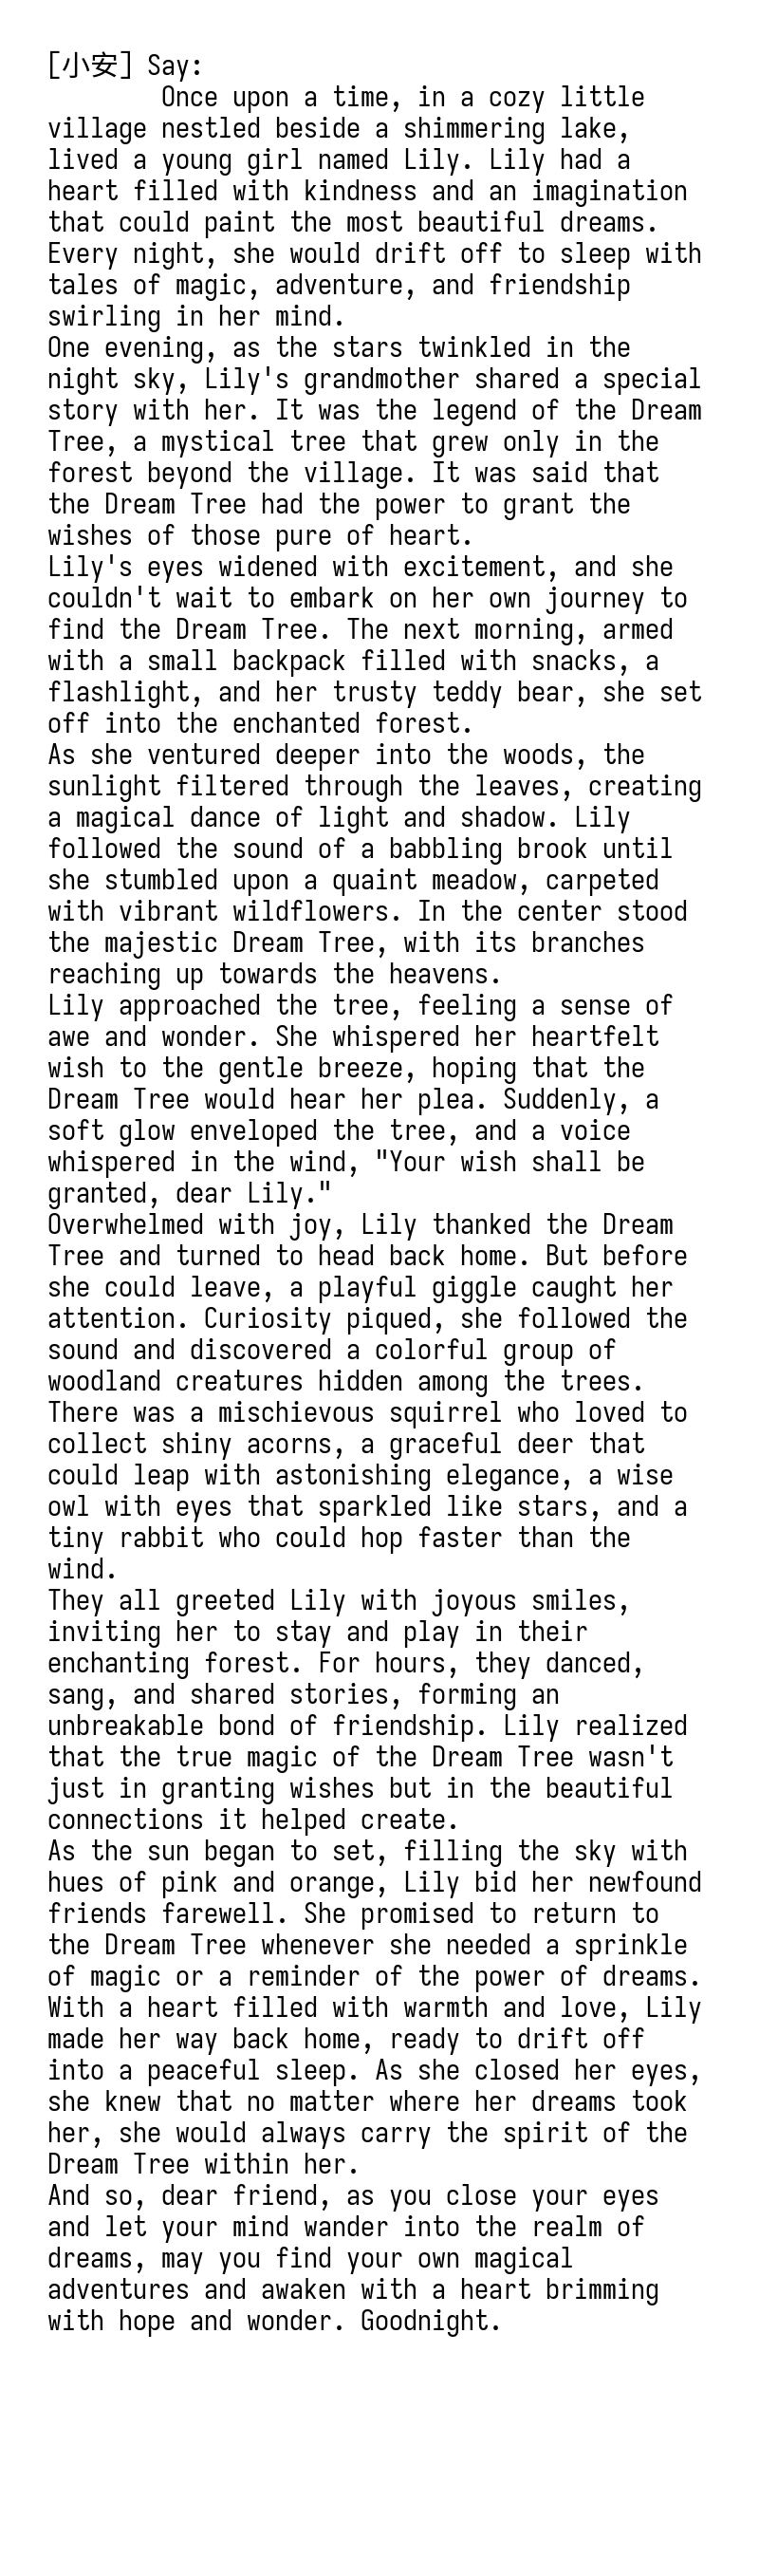 [小安] Say:
Once upon a time, in a cozy little
village nestled beside a shimmering lake,
lived a young girl named Lily. Lily had a
heart filled with kindness and an imagination
that could paint the most beautiful dreams.
Every night, she would drift off to sleep with
tales of magic, adventure, and friendship
swirling in her mind.
One evening, as the stars twinkled in the
night sky, Lily's grandmother shared a special
story with her. It was the legend of the Dream
Tree, a mystical tree that grew only in the
forest beyond the village. It was said that
the Dream Tree had the power to grant the
wishes of those pure of heart.
Lily's eyes widened with excitement, and she
couldn't wait to embark on her own journey to
find the Dream Tree. The next morning, armed
with a small backpack filled with snacks, a
flashlight, and her trusty teddy bear, she set
off into the enchanted forest.
As she ventured deeper into the woods, the
sunlight filtered through the leaves, creating
a magical dance of light and shadow. Lily
followed the sound of a babbling brook until
she stumbled upon a quaint meadow, carpeted
with vibrant wildflowers. In the center stood
the majestic Dream Tree, with its branches
reaching up towards the heavens.
Lily approached the tree, feeling a sense of
awe and wonder. She whispered her heartfelt
wish to the gentle breeze, hoping that the
Dream Tree would hear her plea. Suddenly, a
soft glow enveloped the tree, and a voice
whispered in the wind, "Your wish shall be
granted, dear Lily."
Overwhelmed with joy, Lily thanked the Dream
Tree and turned to head back home. But before
she could leave, a playful giggle caught her
attention. Curiosity piqued, she followed the
sound and discovered a colorful group of
woodland creatures hidden among the trees.
There was a mischievous squirrel who loved to
collect shiny acorns, a graceful deer that
could leap with astonishing elegance, a wise
owl with eyes that sparkled like stars, and a
tiny rabbit who could hop faster than the
wind.
They all greeted Lily with joyous smiles,
inviting her to stay and play in their
enchanting forest. For hours, they danced,
sang, and shared stories, forming an
unbreakable bond of friendship. Lily realized
that the true magic of the Dream Tree wasn't
just in granting wishes but in the beautiful
connections it helped create.
As the sun began to set, filling the sky with
hues of pink and orange, Lily bid her newfound
friends farewell. She promised to return to
the Dream Tree whenever she needed a sprinkle
of magic or a reminder of the power of dreams.
With a heart filled with warmth and love, Lily
made her way back home, ready to drift off
into a peaceful sleep. As she closed her eyes,
she knew that no matter where her dreams took
her, she would always carry the spirit of the
Dream Tree within her.
And so, dear friend, as you close your eyes
and let your mind wander into the realm of
dreams, may you find your own magical
adventures and awaken with a heart brimming
with hope and wonder. Goodnight.